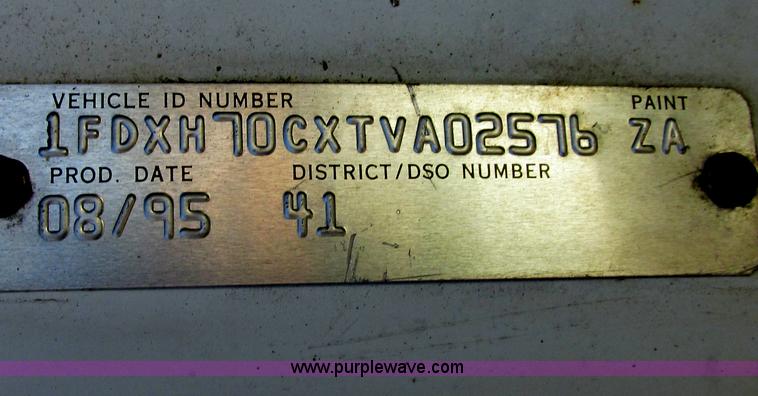 VEHICLE ID NUMBER PAINT
1FDXH70CXTVA02576 ZA
PROD. DATE DISTRICT/DSO NUMBER
08/95 41
www.purplewave.com